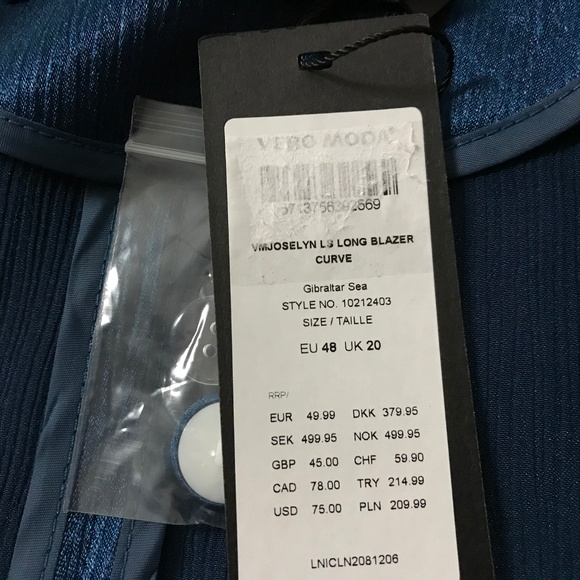 VERO MODA®
5713756392569
VMJOSELYN LS LONG BLAZER
CURVE
Gibraltar Sea
STYLE NO. 10212403
SIZE / TAILLE
EU 48 UK 20
RRP/
EUR 49.99 DKK 379.95
SEK 499.95 NOK 499.95
GBP 45.00 CHF 59.90
CAD 78.00 TRY 214.99
USD 75.00 PLN 209.99
LNICLN2081206